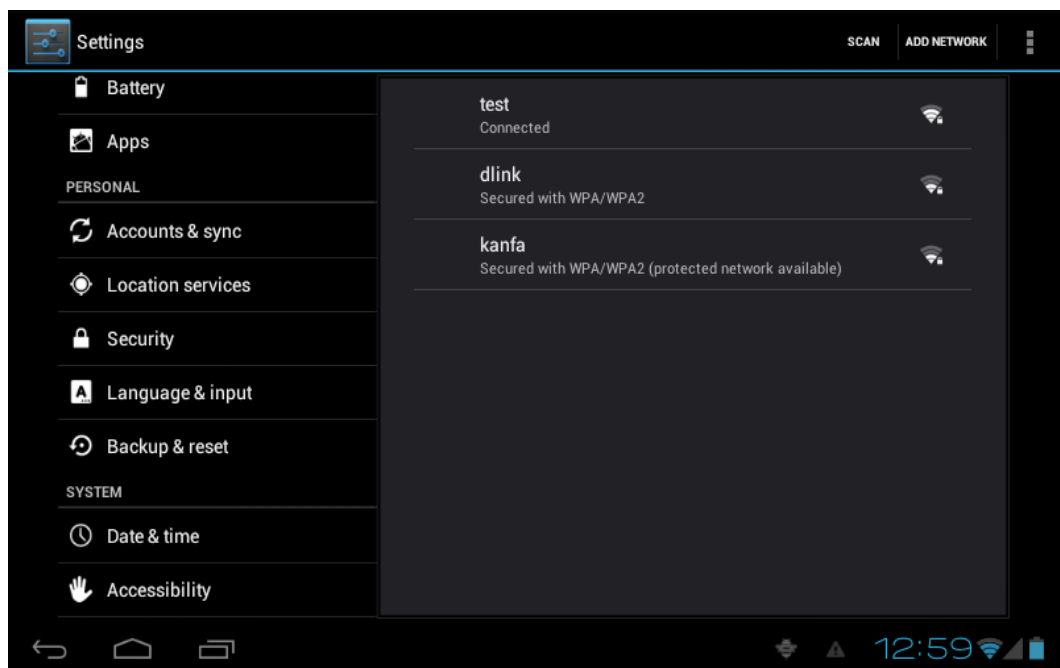 Settings
SCAN
ADD NETWORK
Battery
Apps
PERSONAL
Accounts & sync
Location services
Security
Language & input
Backup & reset
SYSTEM
Date & time
Accessibility
test
Connected
dlink
Secured with WPA/WPA2
kanfa
Secured with WPA/WPA2 (protected network available)
12:59